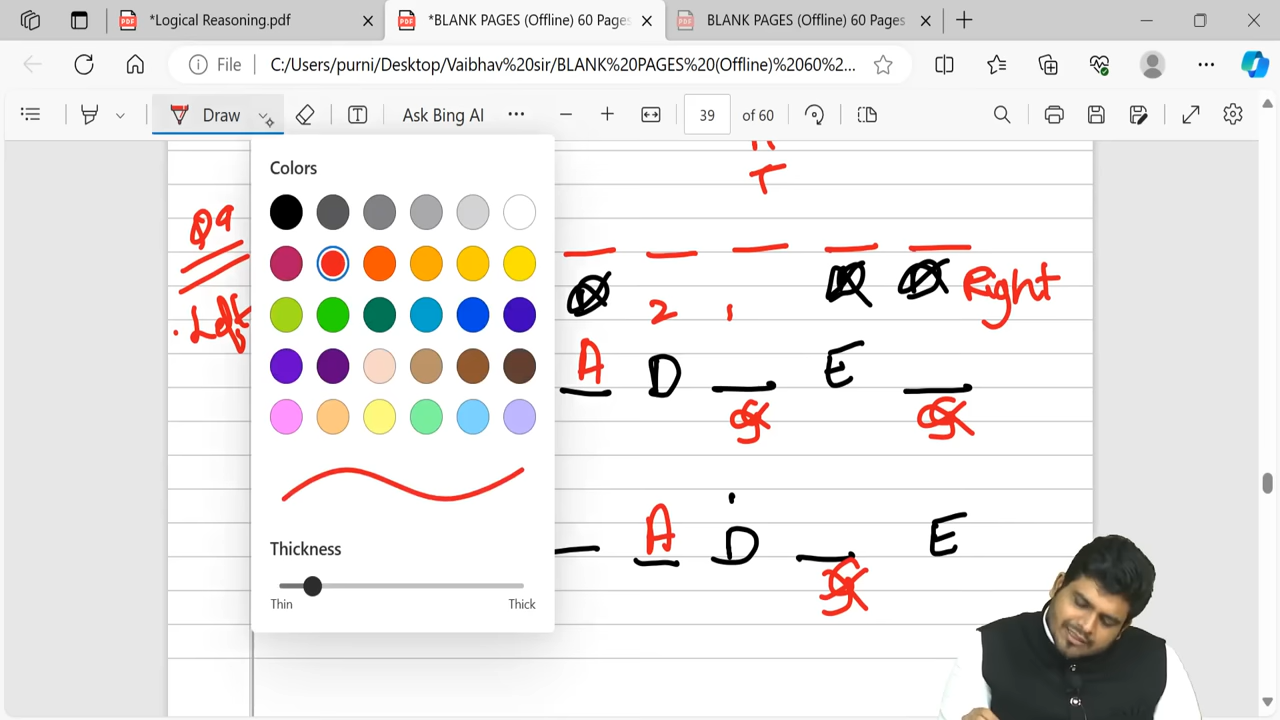 *Logical Reasoning.pdf
*BLANK PAGES (Offline) 60 Pages
BLANK PAGES (Offline) 60 Pages
File
C:/Users/purni/Desktop/Vaibhav%20sir/BLANK%20PAGES%20(Offline)%2060%2...
Draw
Ask Bing AI
39
of 60
Colors
T
Q9
Right
2 1
Left
A D E
A D E
Thickness
Thin
Thick